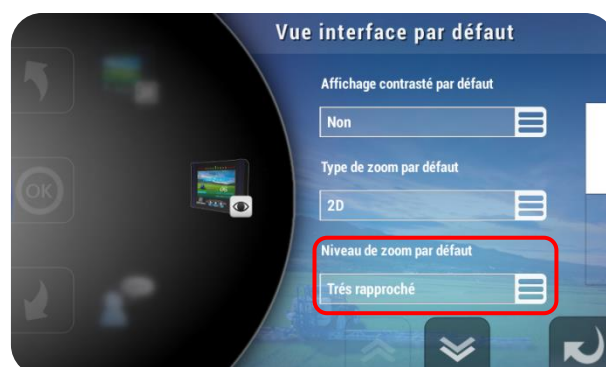 Vue interface par défaut
Affichage contrasté par défaut
Non
Type de zoom par défaut
2D
Niveau de zoom par défaut
Trés rapproché
OK